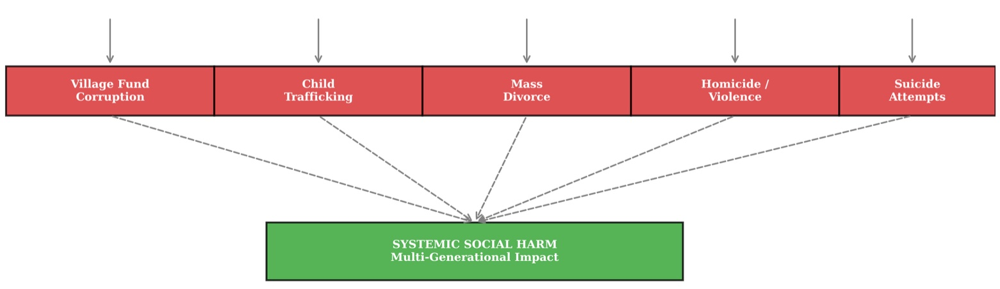 Village Fund
Corruption
Child
Trafficking
Mass
Divorce
Homicide /
Violence
Suicide
Attempts
SYSTEMIC SOCIAL HARM
Multi-Generational Impact